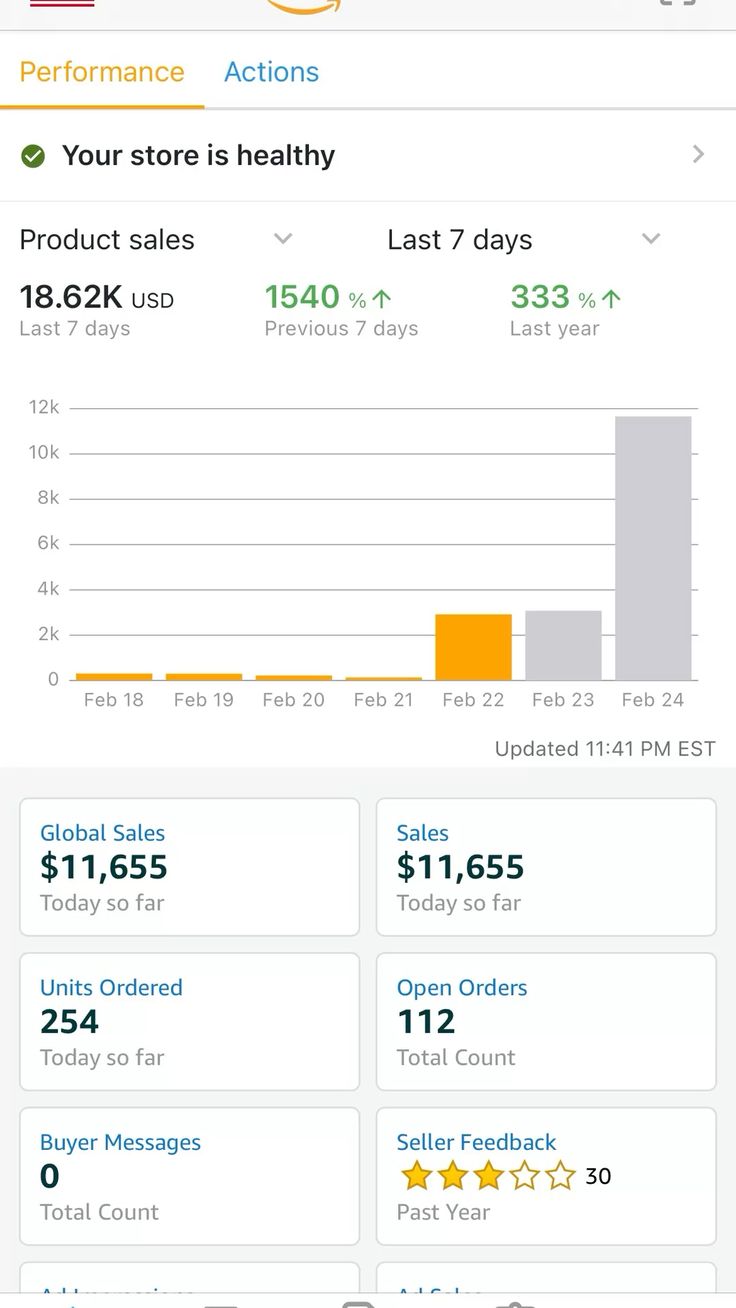 Performance Actions
Your store is healthy
Product sales Last 7 days
18.62K USD 1540 % ↑ 333 % ↑
Last 7 days Previous 7 days Last year
12k
10k
8k
6k
4k
2k
0
Feb 18 Feb 19 Feb 20 Feb 21 Feb 22 Feb 23 Feb 24
Updated 11:41 PM EST
Global Sales
$11,655
Today so far
Sales
$11,655
Today so far
Units Ordered
254
Today so far
Open Orders
112
Total Count
Buyer Messages
0
Total Count
Seller Feedback
30
Past Year
Ad Impressions
Ad Sales